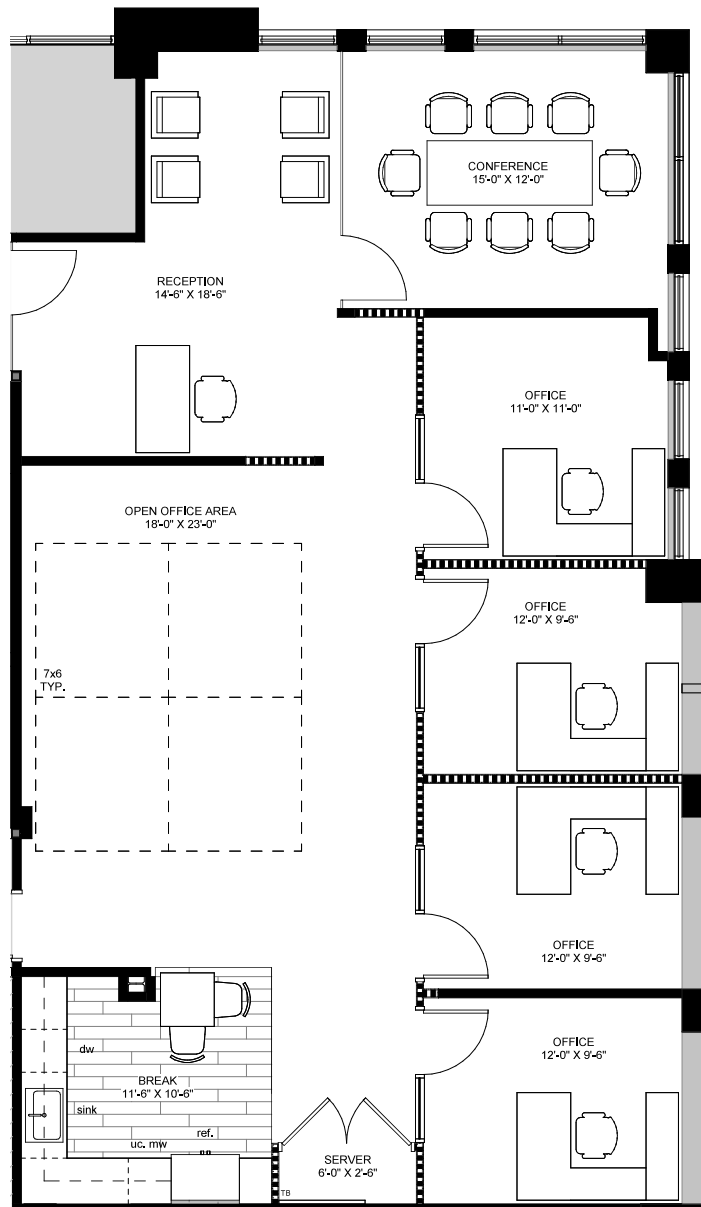 CONFERENCE
15'-0" X 12'-0"
RECEPTION
14'-6" X 18'-6"
OFFICE
11'-0" X 11'-0"
OPEN OFFICE AREA
18'-0" X 23'-0"
OFFICE
12'-0" X 9'-6"
7x6
TYP.
OFFICE
12'-0" X 9'-6"
OFFICE
12'-0" X 9'-6"
dw
BREAK
11'-6" X 10'-6"
sink
ref.
uc. mw
SERVER
6'-0" X 2'-6"
TB